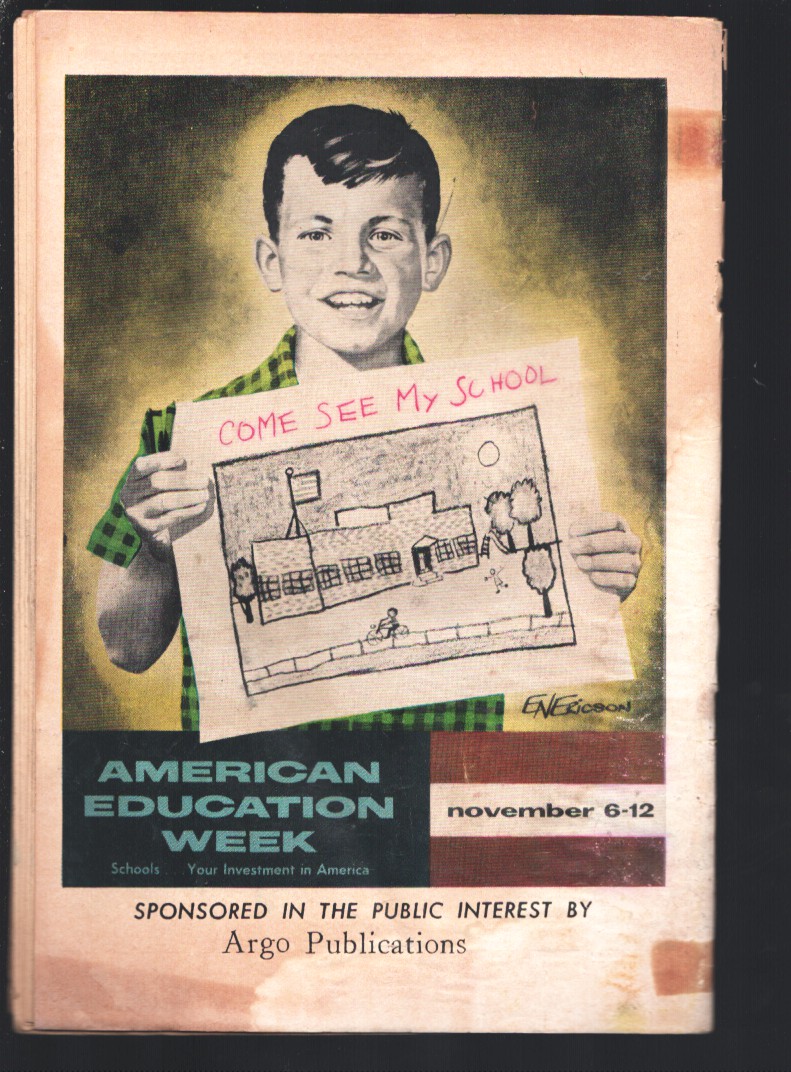 COME SEE My SCHOOL
ENERiCSON
AMERICAN
EDUCATION
WEEK
Schools . . Your Investment in America
november 6-12
SPONSORED IN THE PUBLIC INTEREST BY
Argo Publications